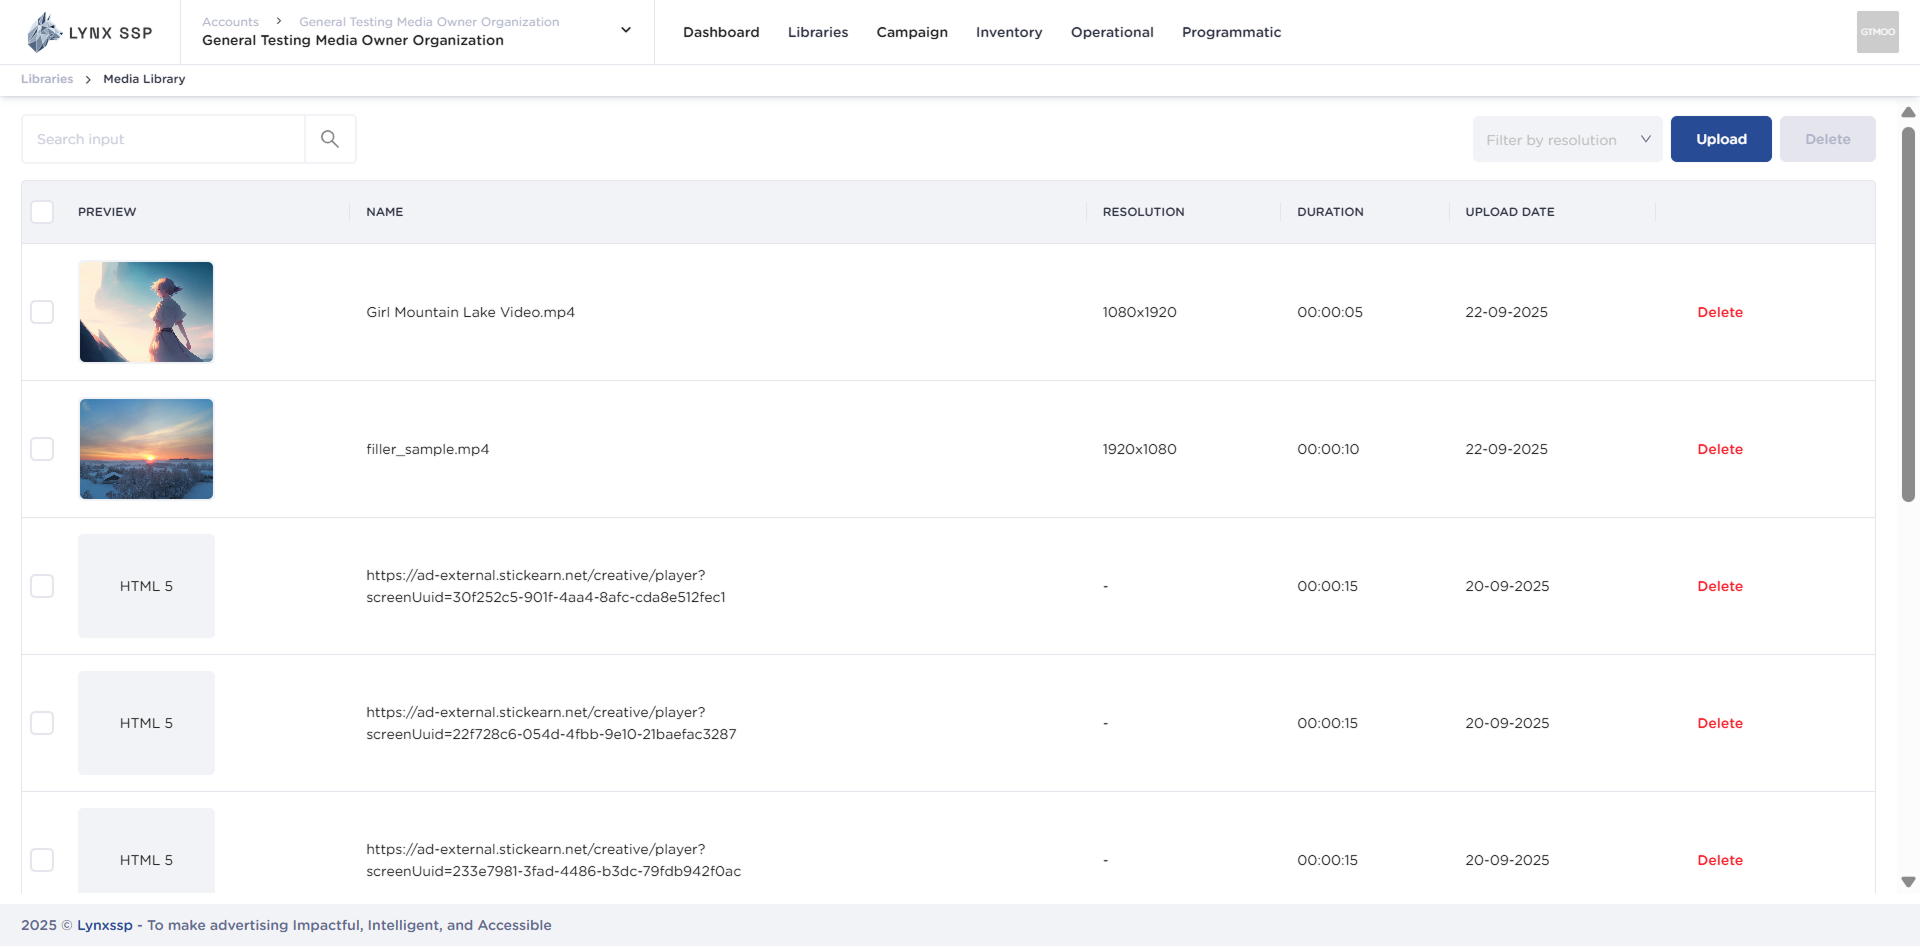 LYNX SSP
Accounts > General Testing Media Owner Organization
General Testing Media Owner Organization
Dashboard Libraries Campaign Inventory Operational Programmatic
GTMOO
Libraries > Media Library
Search input
Filter by resolution
Upload
Delete
PREVIEW NAME RESOLUTION DURATION UPLOAD DATE
Girl Mountain Lake Video.mp4 1080x1920 00:00:05 22-09-2025 Delete
filler_sample.mp4 1920x1080 00:00:10 22-09-2025 Delete
HTML 5
https://ad-external.stickearn.net/creative/player?
screenUuid=30f252c5-901f-4aa4-8afc-cda8e512fec1
- 00:00:15 20-09-2025 Delete
HTML 5
https://ad-external.stickearn.net/creative/player?
screenUuid=22f728c6-054d-4fbb-9e10-21baefac3287
- 00:00:15 20-09-2025 Delete
HTML 5
https://ad-external.stickearn.net/creative/player?
screenUuid=233e7981-3fad-4486-b3dc-79fdb942f0ac
- 00:00:15 20-09-2025 Delete
2025 © Lynxssp - To make advertising Impactful, Intelligent, and Accessible